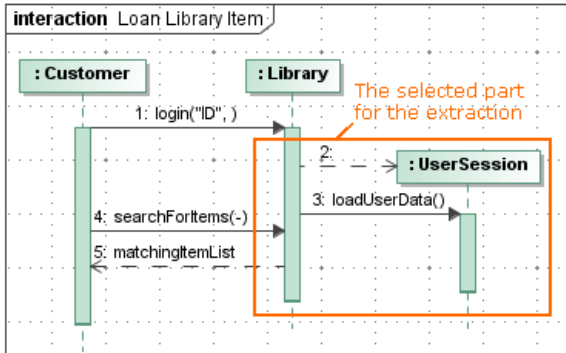 interaction Loan Library Item
: Customer
: Library
The selected part
for the extraction
1: login("ID", )
2:
: UserSession
3: loadUserData()
4: searchForItems(-)
5: matchingItemList